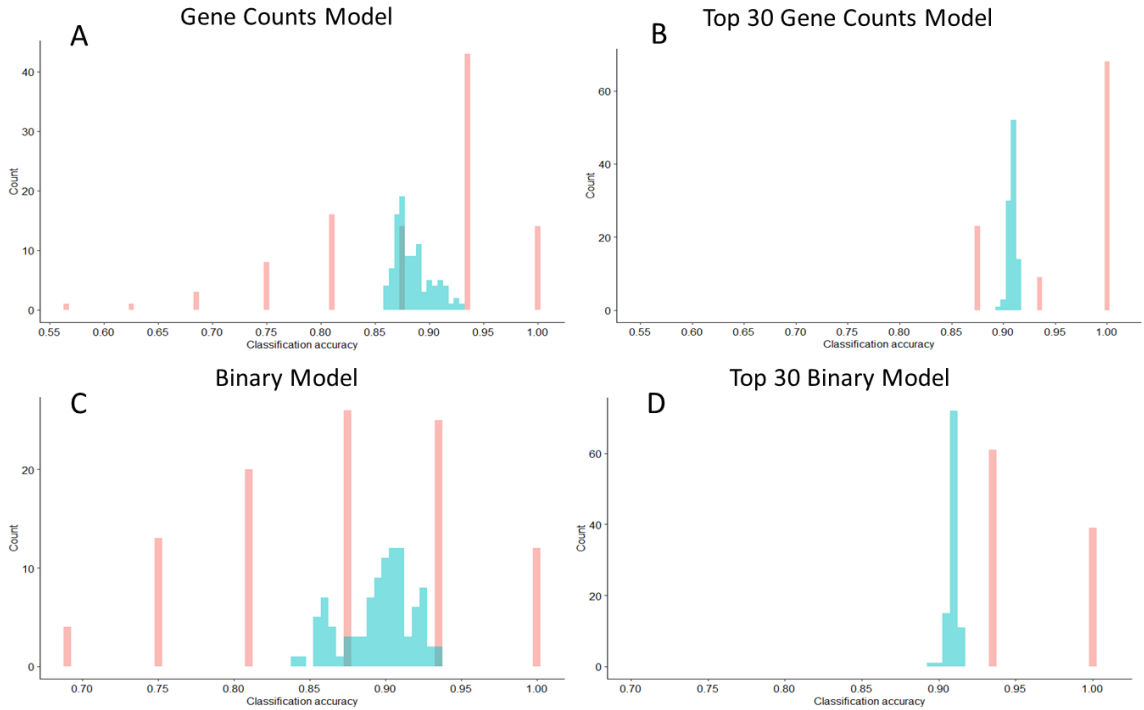 Gene Counts Model
A
Count
40
30
20
10
0
0.55 0.60 0.65 0.70 0.75 0.80 0.85 0.90 0.95 1.00
Classification accuracy
Top 30 Gene Counts Model
B
Count
60
40
20
0
0.55 0.60 0.65 0.70 0.75 0.80 0.85 0.90 0.95 1.00
Classification accuracy
Binary Model
C
Count
20
10
0
0.70 0.75 0.80 0.85 0.90 0.95 1.00
Classification accuracy
Top 30 Binary Model
D
Count
60
40
20
0
0.70 0.75 0.80 0.85 0.90 0.95 1.00
Classification accuracy